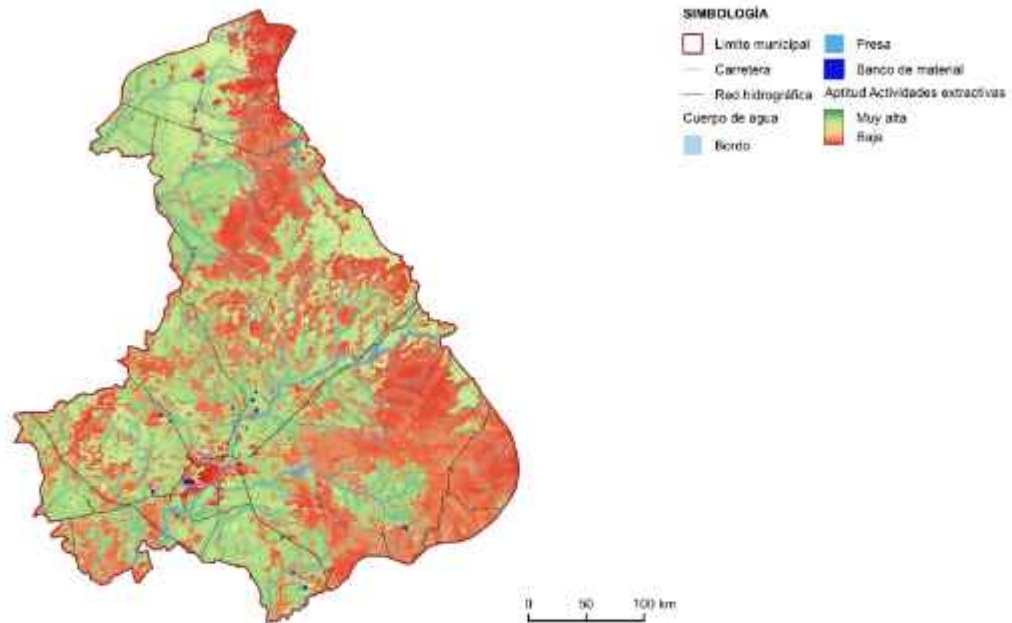 SIMBOLOGÍA
Limite municipal
Carretera
Red hidrográfica
Cuerpo de agua
Bordo
Presa
Banco de material
Aptitud Actividades extractivas
Muy alta
Baja
0 50 100 km